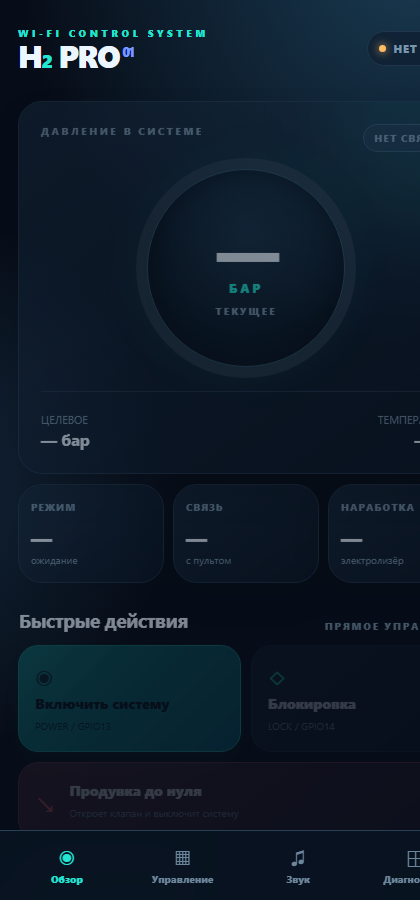 WI-FI CONTROL SYSTEM
H₂ PRO 01
НЕТ
ДАВЛЕНИЕ В СИСТЕМЕ
НЕТ СВЯ
—
БАР
ТЕКУЩЕЕ
ЦЕЛЕВОЕ ТЕМПЕР
— бар
РЕЖИМ СВЯЗЬ НАРАБОТКА
— — —
ожидание с пультом электролизёр
Быстрые действия ПРЯМОЕ УПРА
Включить систему Блокировка
POWER / GPIO13 LOCK / GPIO14
Продувка до нуля
Откроет клапан и выключит систему
Обзор Управление Звук Диагно